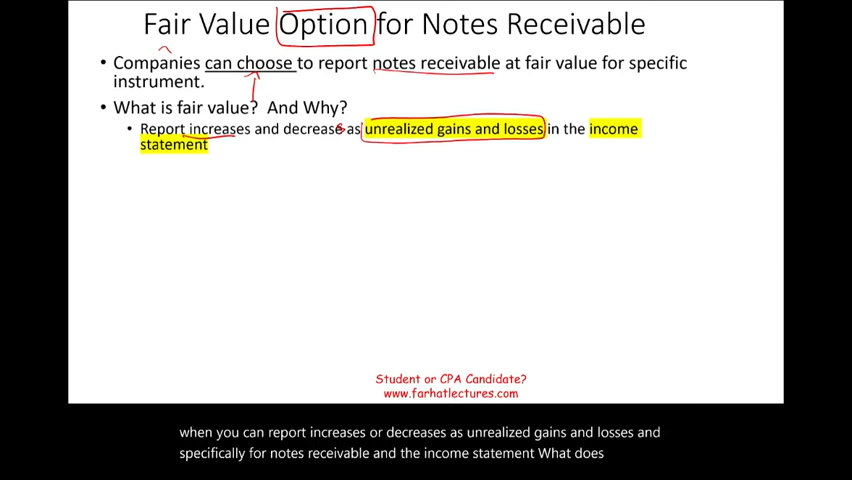 Fair Value Option for Notes Receivable
• Companies can choose to report notes receivable at fair value for specific
instrument.
• What is fair value? And Why?
• Report increases and decreases as unrealized gains and losses in the income
statement
Student or CPA Candidate?
www.farhatlectures.com
when you can report increases or decreases as unrealized gains and losses and
specifically for notes receivable and the income statement What does